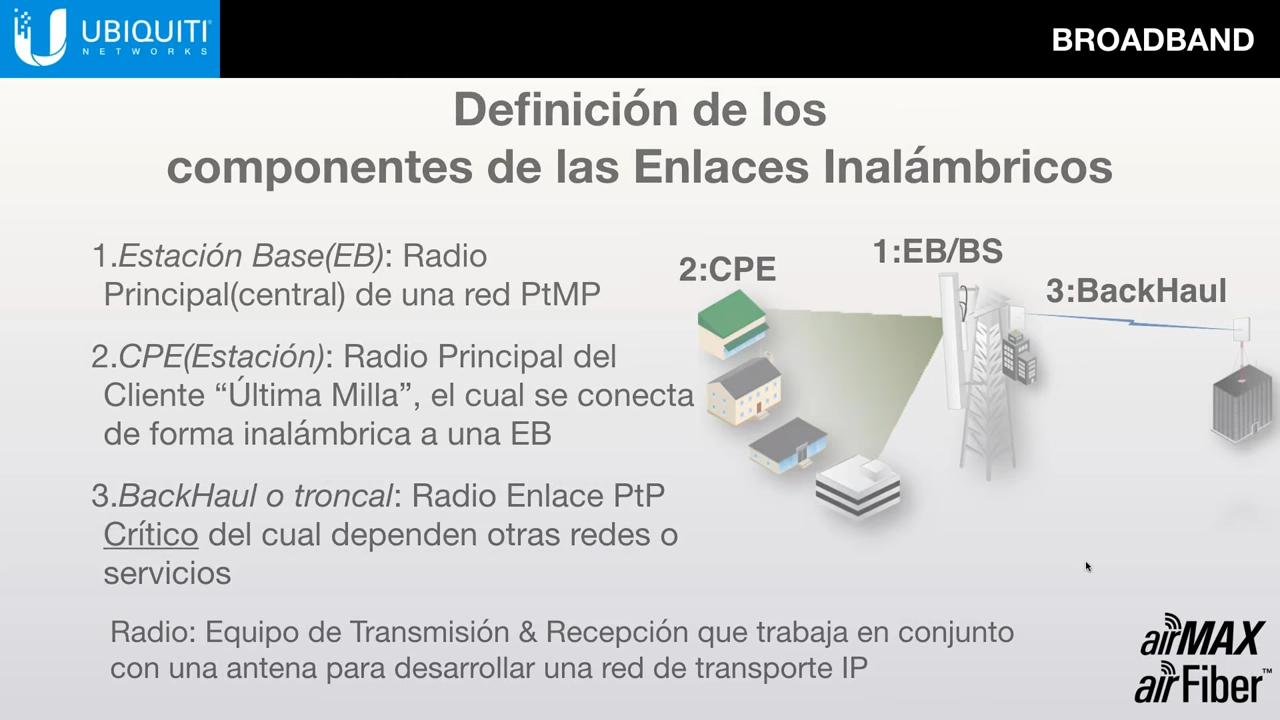 UBIQUITI
NETWORKS
BROADBAND
Definición de los
componentes de las Enlaces Inalámbricos
1.Estación Base(EB): Radio
Principal(central) de una red PtMP
2.CPE(Estación): Radio Principal del
Cliente “Última Milla”, el cual se conecta
de forma inalámbrica a una EB
3.BackHaul o troncal: Radio Enlace PtP
Crítico del cual dependen otras redes o
servicios
Radio: Equipo de Transmisión & Recepción que trabaja en conjunto
con una antena para desarrollar una red de transporte IP
2:CPE
1:EB/BS
3:BackHaul
airMAX
airFiber™